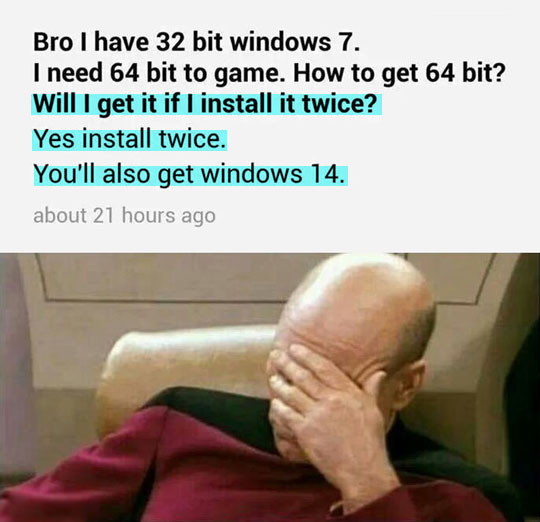 Bro I have 32 bit windows 7.
I need 64 bit to game. How to get 64 bit?
Will I get it if I install it twice?
Yes install twice.
You'll also get windows 14.
about 21 hours ago